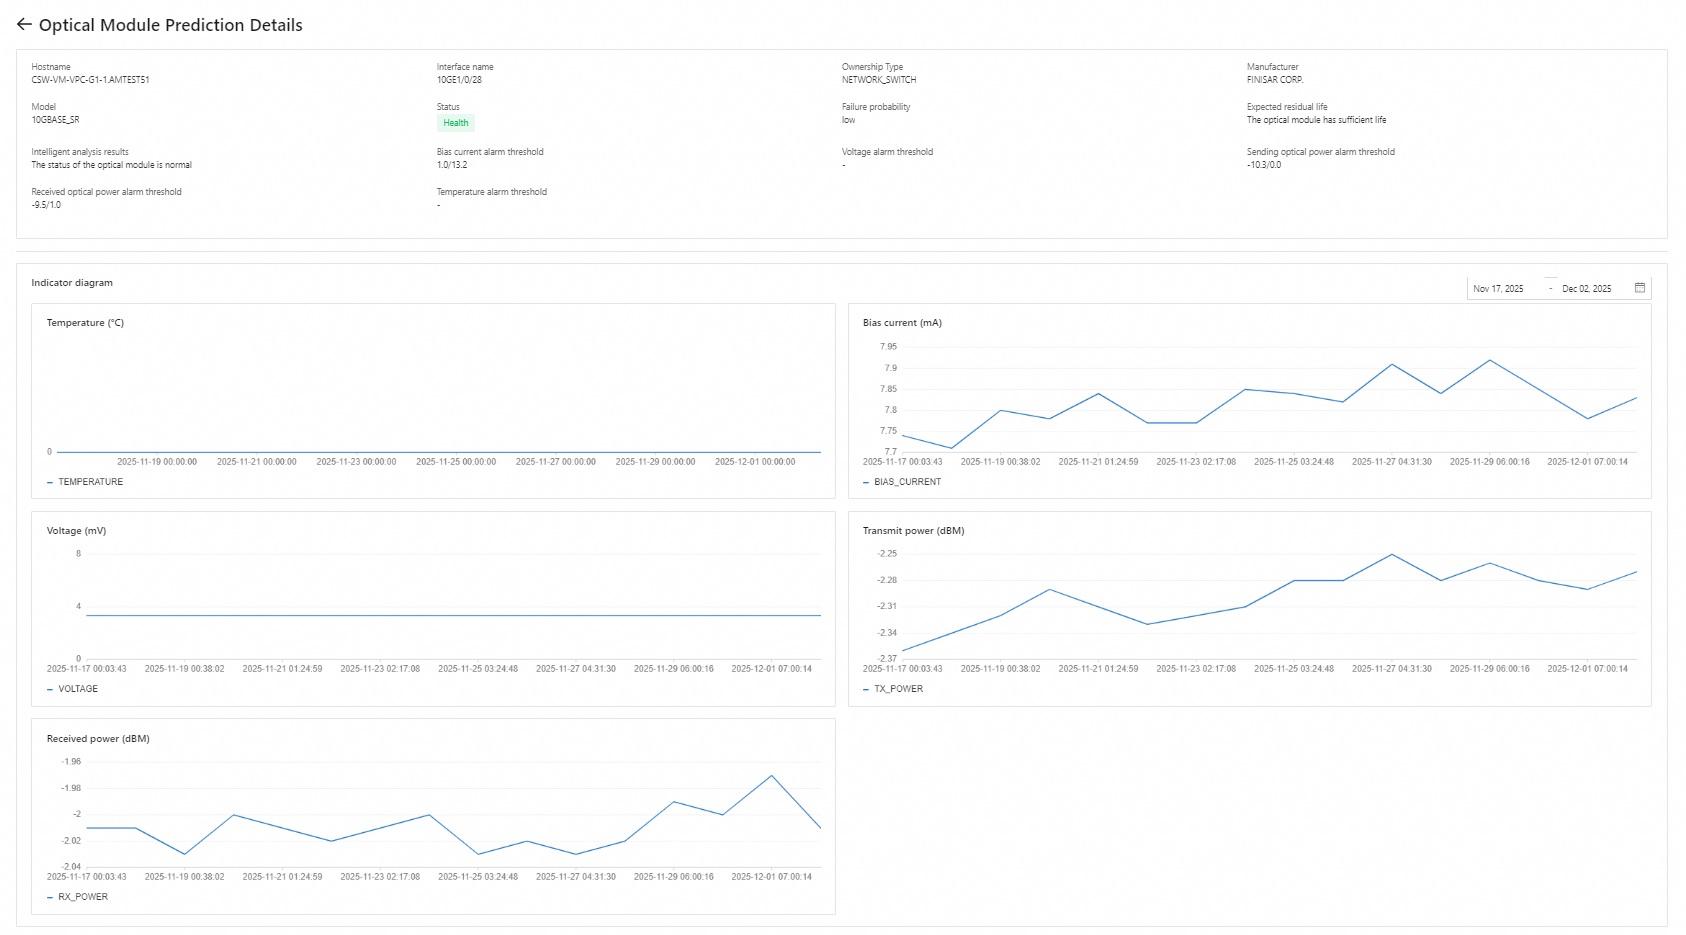 Optical Module Prediction Details
Hostname
CSW-VM-VPC-G1-1.AMTEST51
Interface name
10GE1/0/28
Ownership Type
NETWORK_SWITCH
Manufacturer
FINISAR CORP.
Model
10GBASE_SR
Status
Health
Failure probability
low
Expected residual life
The optical module has sufficient life
Intelligent analysis results
The status of the optical module is normal
Bias current alarm threshold
1.0/13.2
Voltage alarm threshold
-
Sending optical power alarm threshold
-10.3/0.0
Received optical power alarm threshold
-9.5/1.0
Temperature alarm threshold
-
Indicator diagram
Nov 17, 2025 - Dec 02, 2025
Temperature (°C)
0
2025-11-19 00:00:00 2025-11-21 00:00:00 2025-11-23 00:00:00 2025-11-25 00:00:00 2025-11-27 00:00:00 2025-11-29 00:00:00 2025-12-01 00:00:00
TEMPERATURE
Bias current (mA)
7.95
7.9
7.85
7.8
7.75
7.7
2025-11-17 00:03:43 2025-11-19 00:38:02 2025-11-21 01:24:59 2025-11-23 02:17:08 2025-11-25 03:24:48 2025-11-27 04:31:30 2025-11-29 06:00:16 2025-12-01 07:00:14
BIAS_CURRENT
Voltage (mV)
8
4
0
2025-11-17 00:03:43 2025-11-19 00:38:02 2025-11-21 01:24:59 2025-11-23 02:17:08 2025-11-25 03:24:48 2025-11-27 04:31:30 2025-11-29 06:00:16 2025-12-01 07:00:14
VOLTAGE
Transmit power (dBM)
-2.25
-2.28
-2.31
-2.34
-2.37
2025-11-17 00:03:43 2025-11-19 00:38:02 2025-11-21 01:24:59 2025-11-23 02:17:08 2025-11-25 03:24:48 2025-11-27 04:31:30 2025-11-29 06:00:16 2025-12-01 07:00:14
TX_POWER
Received power (dBM)
-1.96
-1.98
-2
-2.02
-2.04
2025-11-17 00:03:43 2025-11-19 00:38:02 2025-11-21 01:24:59 2025-11-23 02:17:08 2025-11-25 03:24:48 2025-11-27 04:31:30 2025-11-29 06:00:16 2025-12-01 07:00:14
RX_POWER